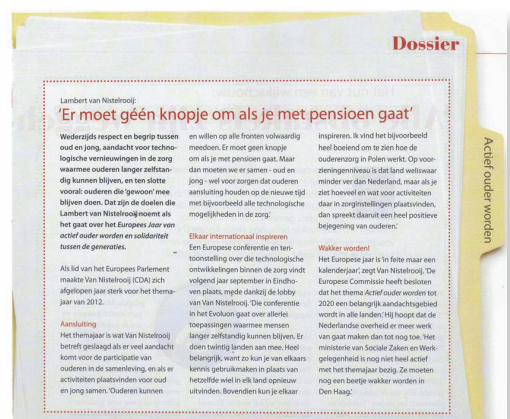 Dossier
Lambert van Nistelrooij:
'Er moet géén knopje om als je met pensioen gaat'
Wederzijds respect en begrip tussen
oud en jong, aandacht voor techno-
logische vernieuwingen in de zorg
waarmee ouderen langer zelfstan-
dig kunnen blijven, en ten slotte
vooral: ouderen die 'gewoon' mee
blijven doen. Dat zijn de doelen die
Lambert van Nistelrooij noemt als
het gaat over het Europees Jaar van
actief ouder worden en solidariteit
tussen de generaties.
Als lid van het Europees Parlement
maakte Van Nistelrooij (CDA) zich
afgelopen jaar sterk voor het thema-
jaar van 2012.
Aansluiting
Het themajaar is wat Van Nistelrooij
betreft geslaagd als er veel aandacht
komt voor de participatie van
ouderen in de samenleving, en als er
activiteiten plaatsvinden voor oud
en jong samen. 'Ouderen kunnen
en willen op alle fronten volwaardig
meedoen. Er moet géén knopje
om als je met pensioen gaat. Maar
dan moeten we er samen - oud en
jong - wel voor zorgen dat ouderen
aansluiting houden op de nieuwe tijd
met bijvoorbeeld alle technologische
mogelijkheden in de zorg.'
Elkaar internationaal inspireren
Een Europese conferentie en ten-
toonstelling over die technologische
ontwikkelingen binnen de zorg vindt
volgend jaar september in Eindho-
ven plaats, mede dankzij de lobby
van Van Nistelrooij. 'Die conferentie
in het Evoluon gaat over allerlei
toepassingen waarmee mensen
langer zelfstandig kunnen blijven. Er
doen twintig landen aan mee. Heel
belangrijk, want zo kun je van elkaars
kennis gebruikmaken in plaats van
hetzelfde wiel in elk land opnieuw
uitvinden. Bovendien kun je elkaar
inspireren. Ik vind het bijvoorbeeld
heel boeiend om te zien hoe de
ouderenzorg in Polen werkt. Op voor-
zieningenniveau is dat land weliswaar
minder ver dan Nederland, maar als je
ziet hoeveel en wat voor activiteiten
daar in zorginstellingen plaatsvinden,
dan spreekt daaruit een heel positieve
bejegening van ouderen.'
Wakker worden!
Het Europese jaar is 'in feite maar een
kalenderjaar', zegt Van Nistelrooij. 'De
Europese Commissie heeft besloten
dat het thema Actief ouder worden tot
2020 een belangrijk aandachtsgebied
wordt in alle landen.' Hij hoopt dat de
Nederlandse overheid er meer werk
van gaat maken dan tot nog toe. 'Het
ministerie van Sociale Zaken en Werk-
gelegenheid is nog niet heel actief
met het themajaar bezig. Ze moeten
nog een beetje wakker worden in
Den Haag.'
Actief ouder worden